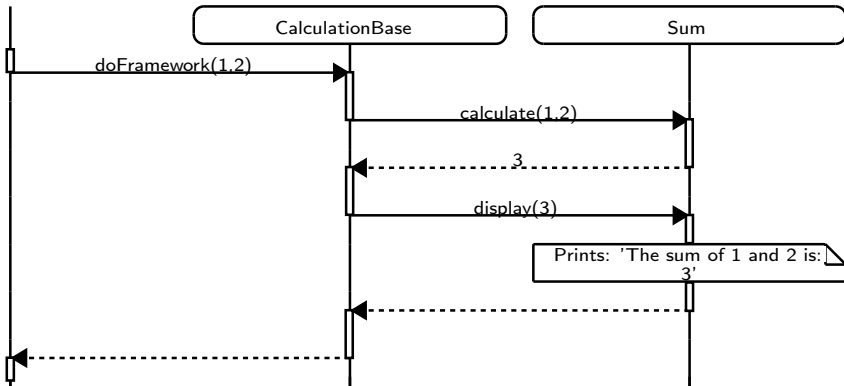 CalculationBase
Sum
doFramework(1,2)
calculate(1,2)
3
display(3)
Prints: 'The sum of 1 and 2 is:
3'